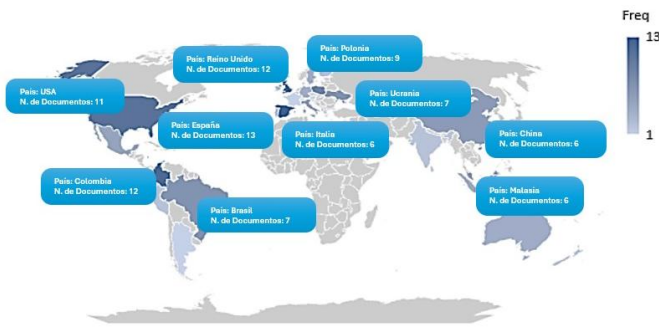 Freq
13
1
País: Polonia
N. de Documentos: 9
País: Reino Unido
N. de Documentos: 12
País: USA
N. de Documentos: 11
País: Ucrania
N. de Documentos: 7
País: España
N. de Documentos: 13
País: Italia
N. de Documentos: 6
País: China
N. de Documentos: 6
País: Colombia
N. de Documentos: 12
País: Malasia
N. de Documentos: 6
País: Brasil
N. de Documentos: 7